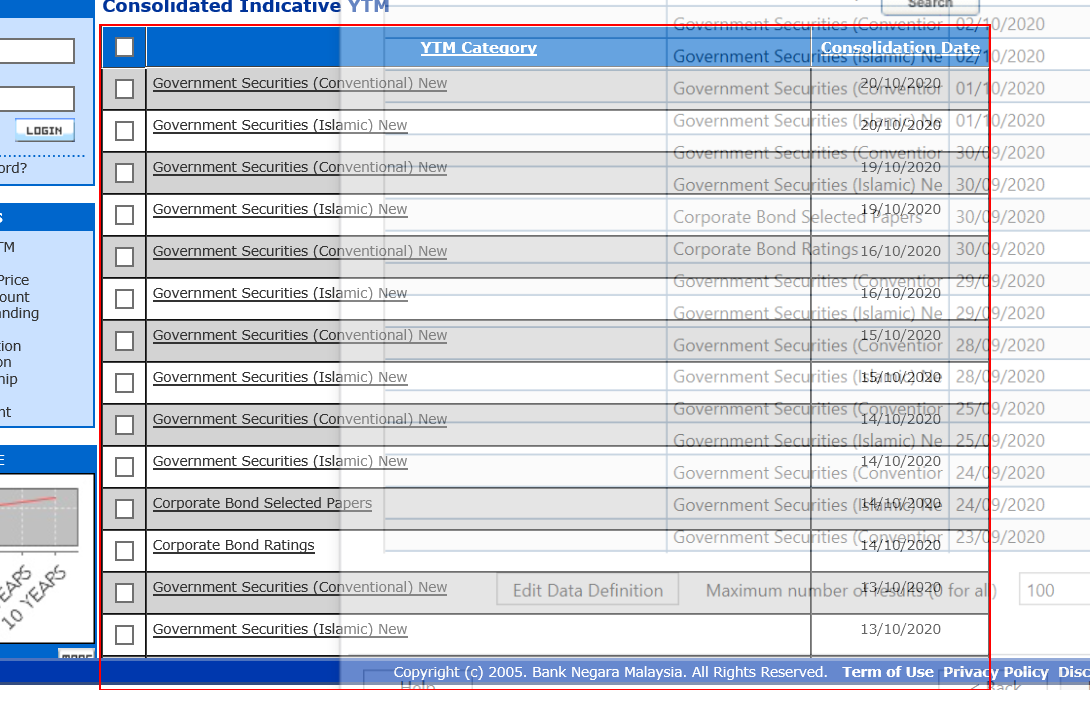 Consolidated Indicative YTM
Search
YTM Category Consolidation Date
Government Securities (Conventional) New 20/10/2020
Government Securities (Islamic) New 20/10/2020
Government Securities (Conventional) New 19/10/2020
Government Securities (Islamic) New 19/10/2020
Government Securities (Conventional) New 16/10/2020
Government Securities (Islamic) New 16/10/2020
Government Securities (Conventional) New 15/10/2020
Government Securities (Islamic) New 15/10/2020
Government Securities (Conventional) New 14/10/2020
Government Securities (Islamic) New 14/10/2020
Corporate Bond Selected Papers 14/10/2020
Corporate Bond Ratings 14/10/2020
Government Securities (Conventional) New 13/10/2020
Government Securities (Islamic) New 13/10/2020
Government Securities (Convention 02/10/2020
Government Securities (Islamic) Ne 02/10/2020
Government Securities (Convention 01/10/2020
Government Securities (Islamic) Ne 01/10/2020
Government Securities (Convention 30/09/2020
Government Securities (Islamic) Ne 30/09/2020
Corporate Bond Selected Papers 30/09/2020
Corporate Bond Ratings 30/09/2020
Government Securities (Convention 29/09/2020
Government Securities (Islamic) Ne 29/09/2020
Government Securities (Convention 28/09/2020
Government Securities (Islamic) Ne 28/09/2020
Government Securities (Convention 25/09/2020
Government Securities (Islamic) Ne 25/09/2020
Government Securities (Convention 24/09/2020
Government Securities (Islamic) Ne 24/09/2020
Government Securities (Convention 23/09/2020
Edit Data Definition Maximum number of results (0 for all) 100
Help < Back
LOGIN
ord?
S
TM
Price
ount
nding
tion
on
hip
nt
E
YEARS
10 YEARS
MORE
Copyright (c) 2005. Bank Negara Malaysia. All Rights Reserved. Term of Use Privacy Policy Disc